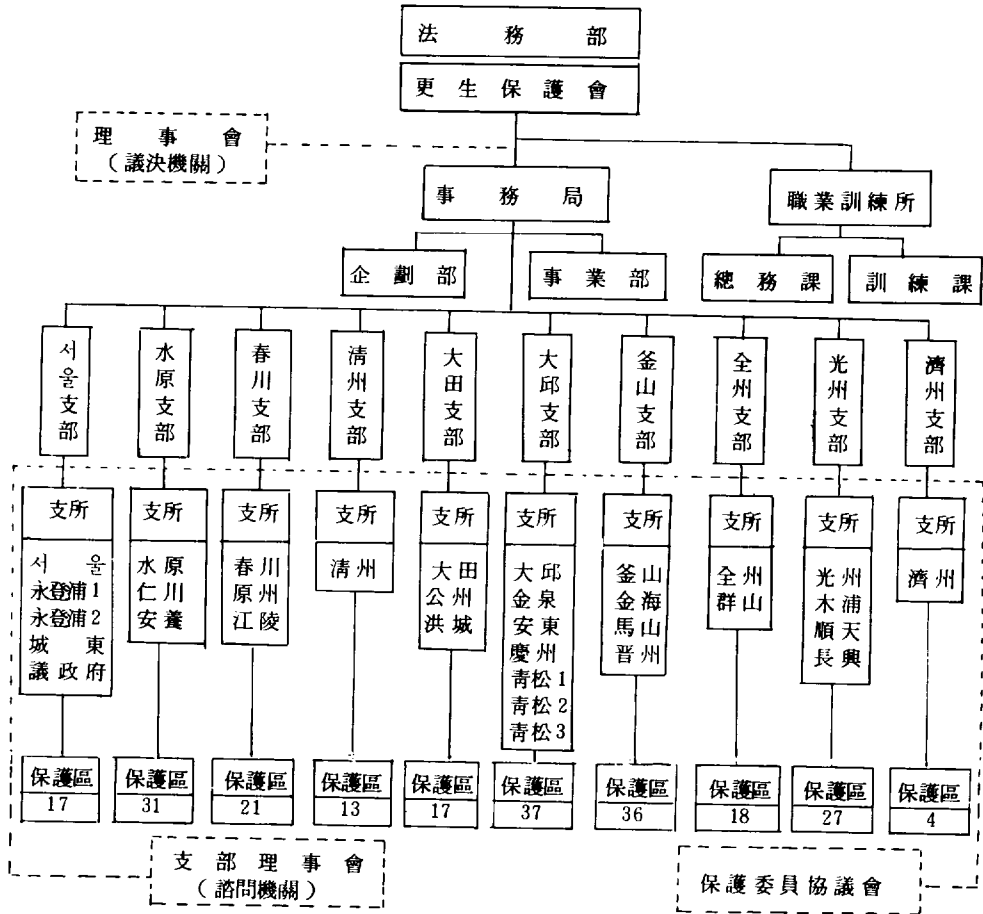 法務部
更生保護會
理事會
(議決機關)
事務局
職業訓練所
企劃部
事業部
總務課
訓練課
서울支部
水原支部
春川支部
淸州支部
大田支部
大邱支部
釜山支部
全州支部
光州支部
濟州支部
支所
서울
永登浦1
永登浦2
城東
議政府
支所
水原
仁川
安養
支所
春川
原州
江陵
支所
淸州
支所
大田
公州
洪城
支所
大邱
金泉
安東
慶州
靑松1
靑松2
靑松3
支所
釜山
金海
馬山
晋州
支所
全州
群山
支所
光州
木浦
順天
長興
支所
濟州
保護區
17
保護區
31
保護區
21
保護區
13
保護區
17
保護區
37
保護區
36
保護區
18
保護區
27
保護區
4
支部理事會
(諮問機關)
保護委員協議會